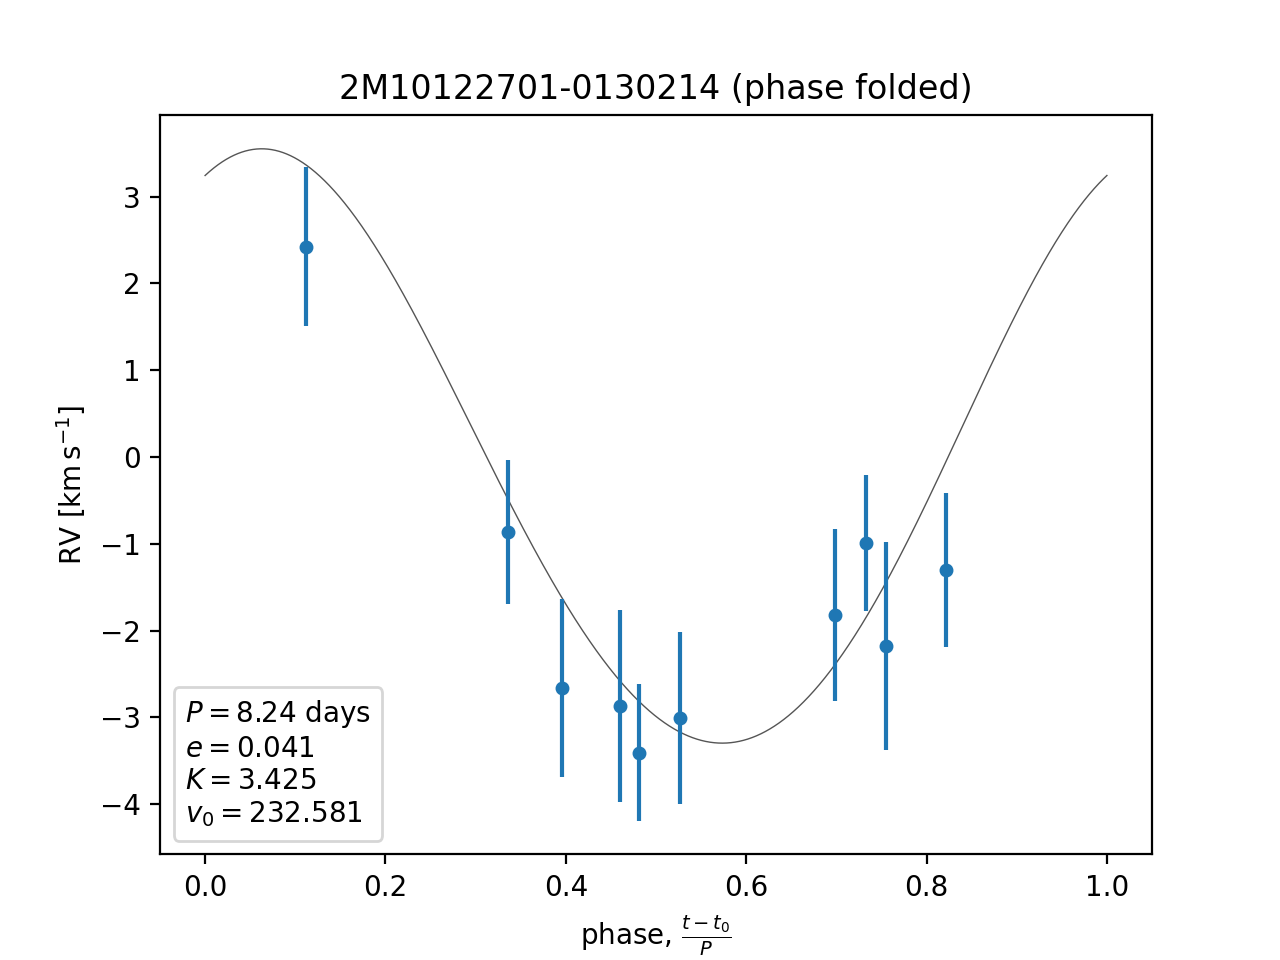 2M10122701-0130214 (phase folded)
RV [km s⁻¹]
3
2
1
0
−1
−2
−3
−4
P = 8.24 days
e = 0.041
K = 3.425
v₀ = 232.581
0.0 0.2 0.4 0.6 0.8 1.0
phase, (t − t₀)/P